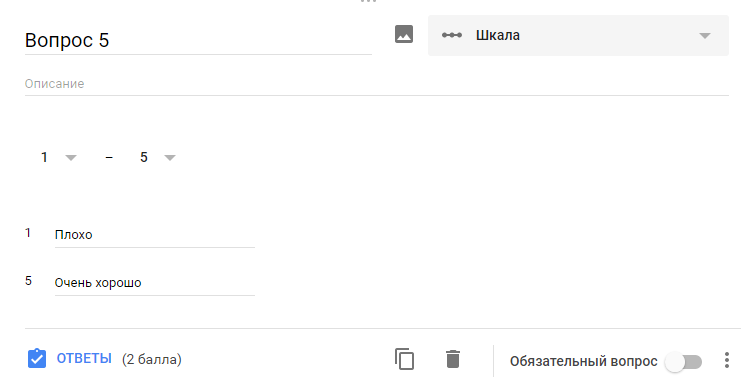 Вопрос 5
Шкала
Описание
1 – 5
1 Плохо
5 Очень хорошо
ОТВЕТЫ (2 балла)
Обязательный вопрос